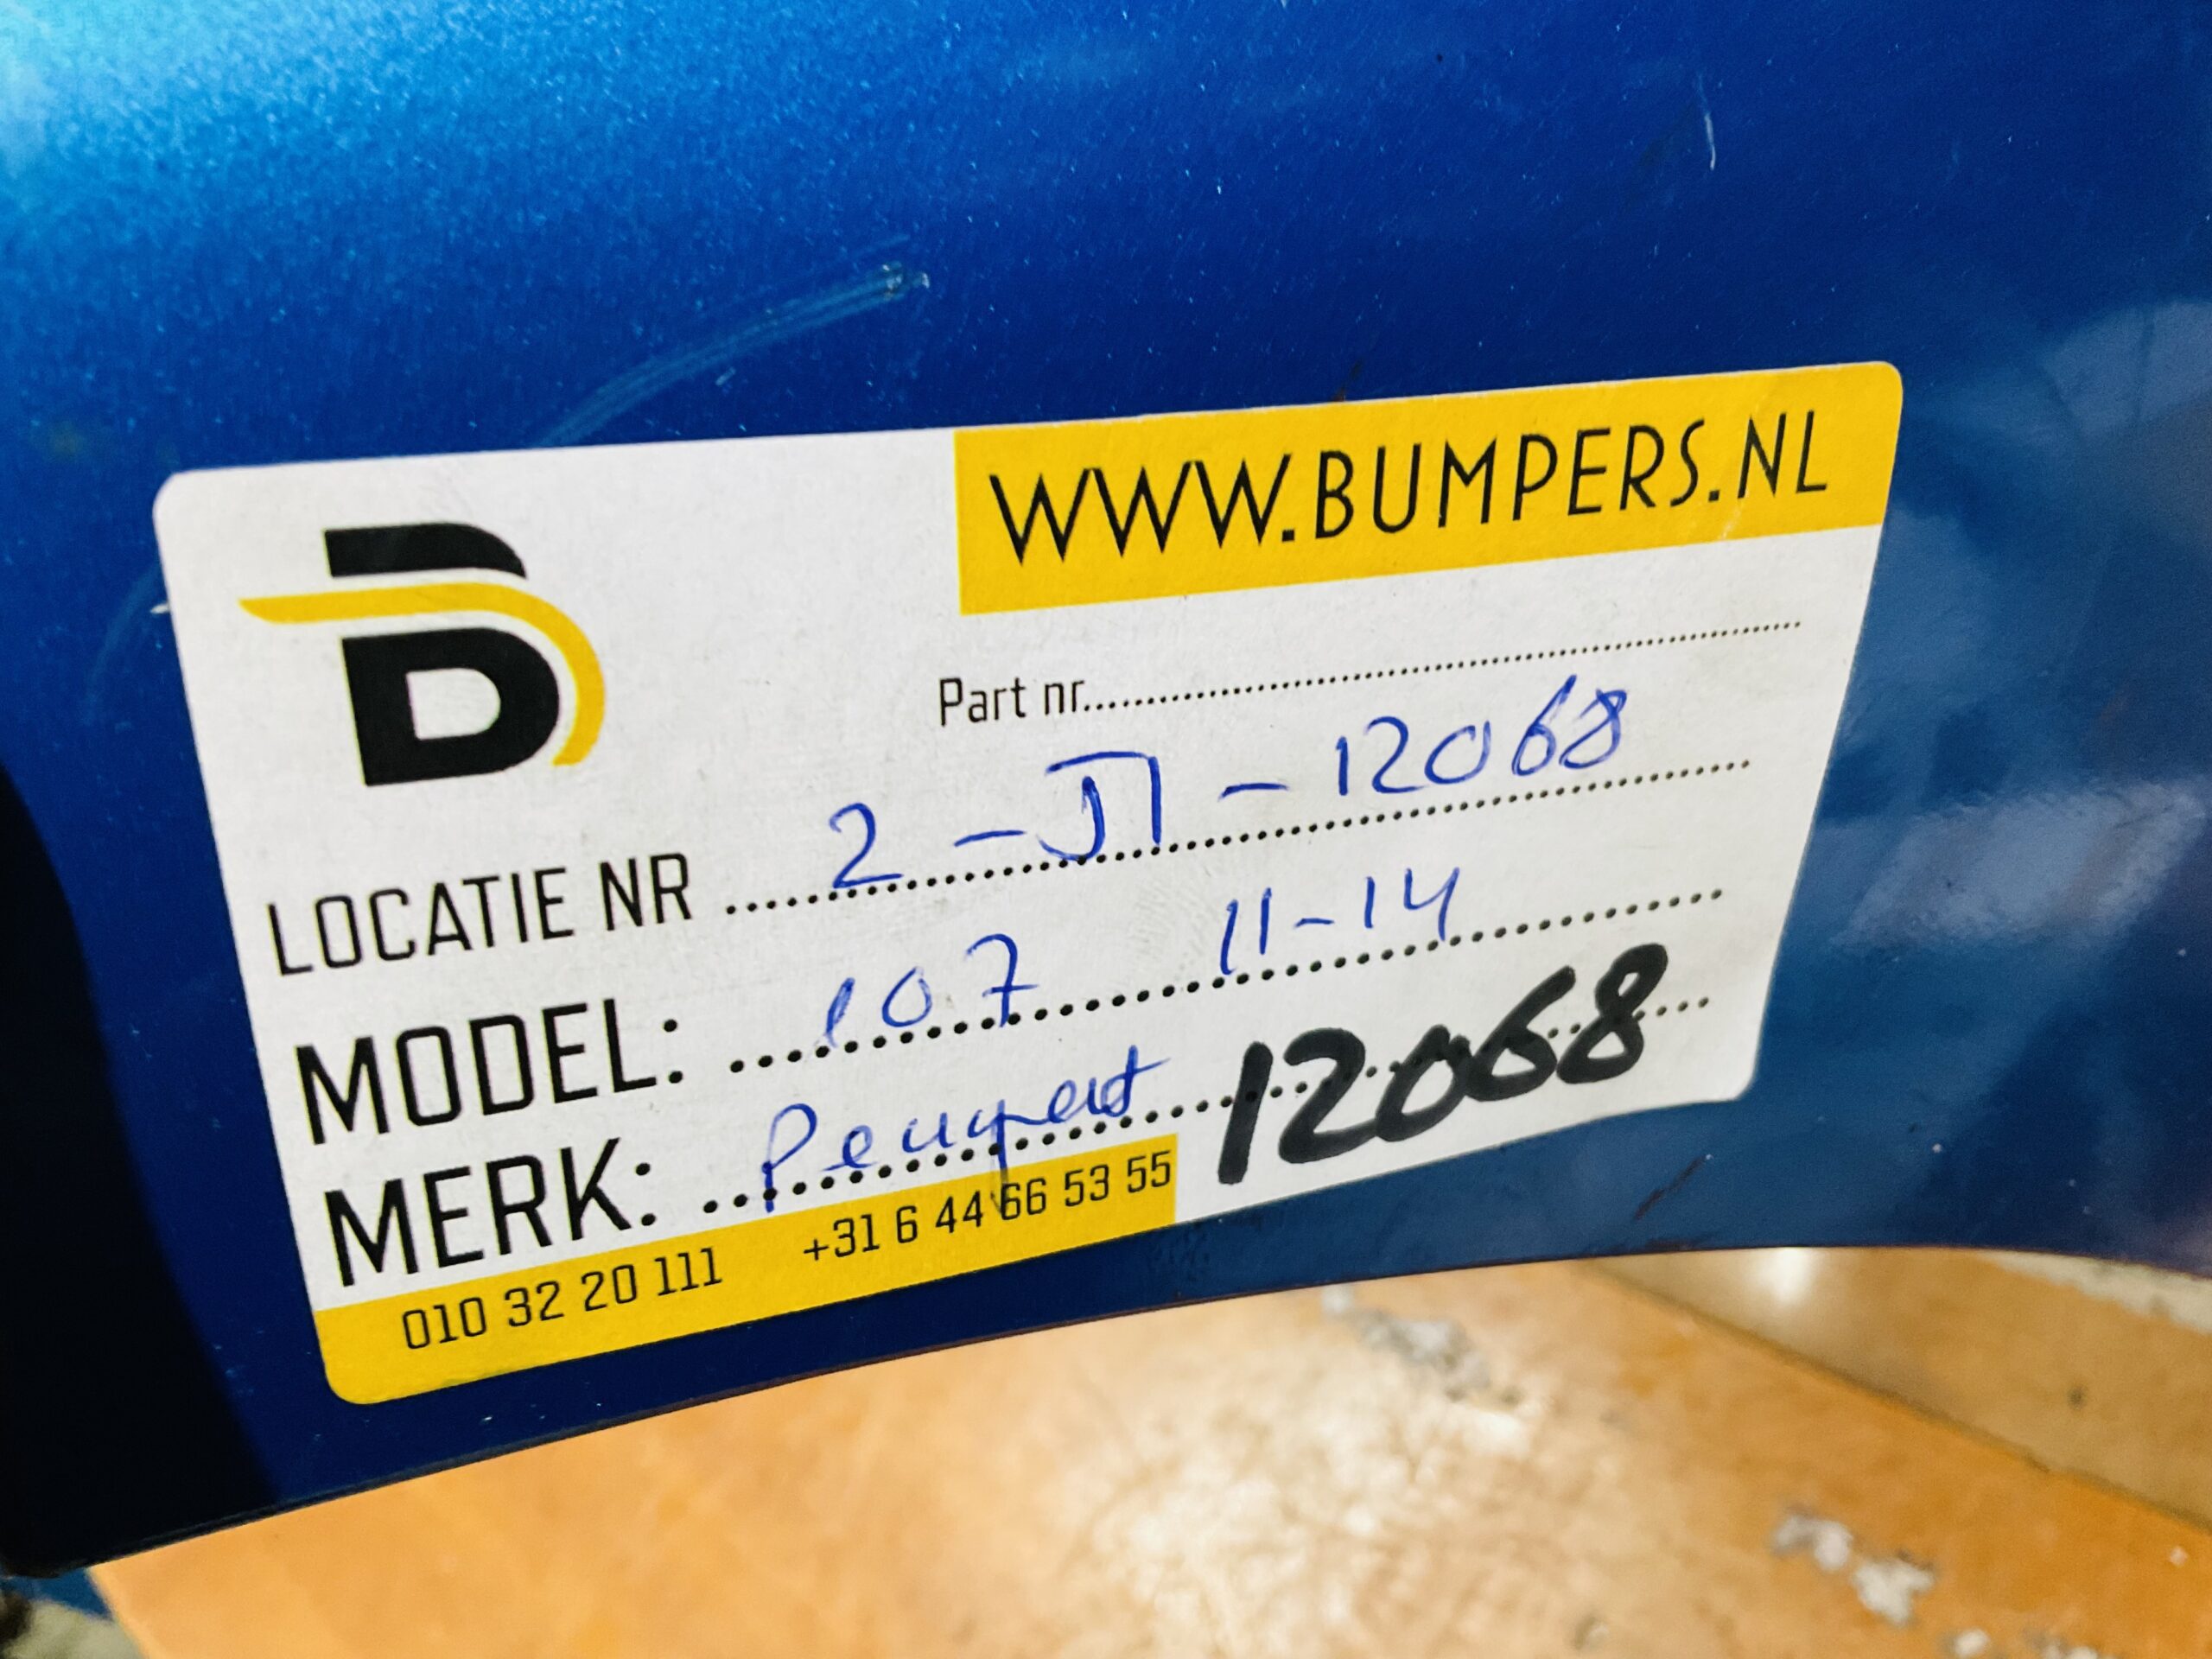 WWW.BUMPERS.NL
B
Part nr.
LOCATIE NR 2 - J1 - 12068
MODEL: 107 11-14
MERK: Peugeot 12068
010 32 20 111 +31 6 44 66 53 55